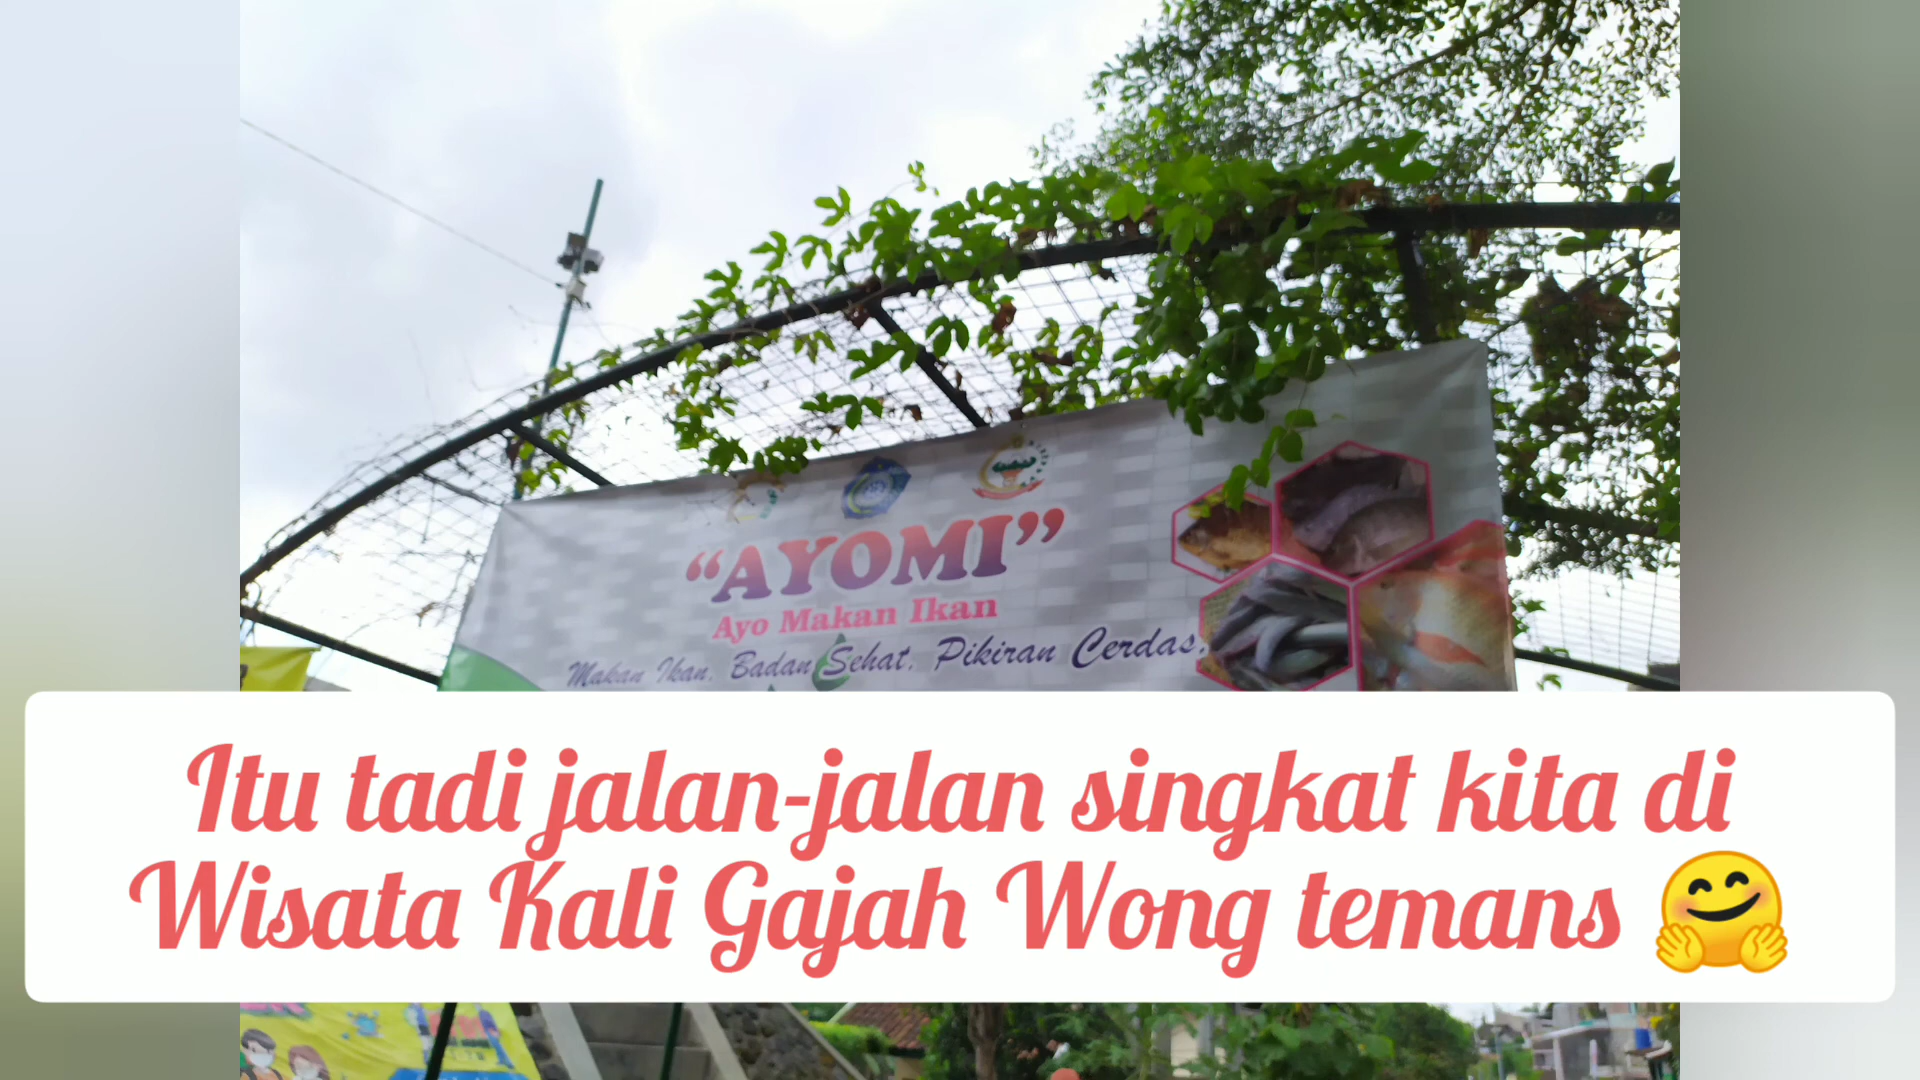 “AYOMI”
Ayo Makan Ikan
Makan Ikan, Badan Sehat, Pikiran Cerdas,
Itu tadi jalan-jalan singkat kita di
Wisata Kali Gajah Wong temans 🤗